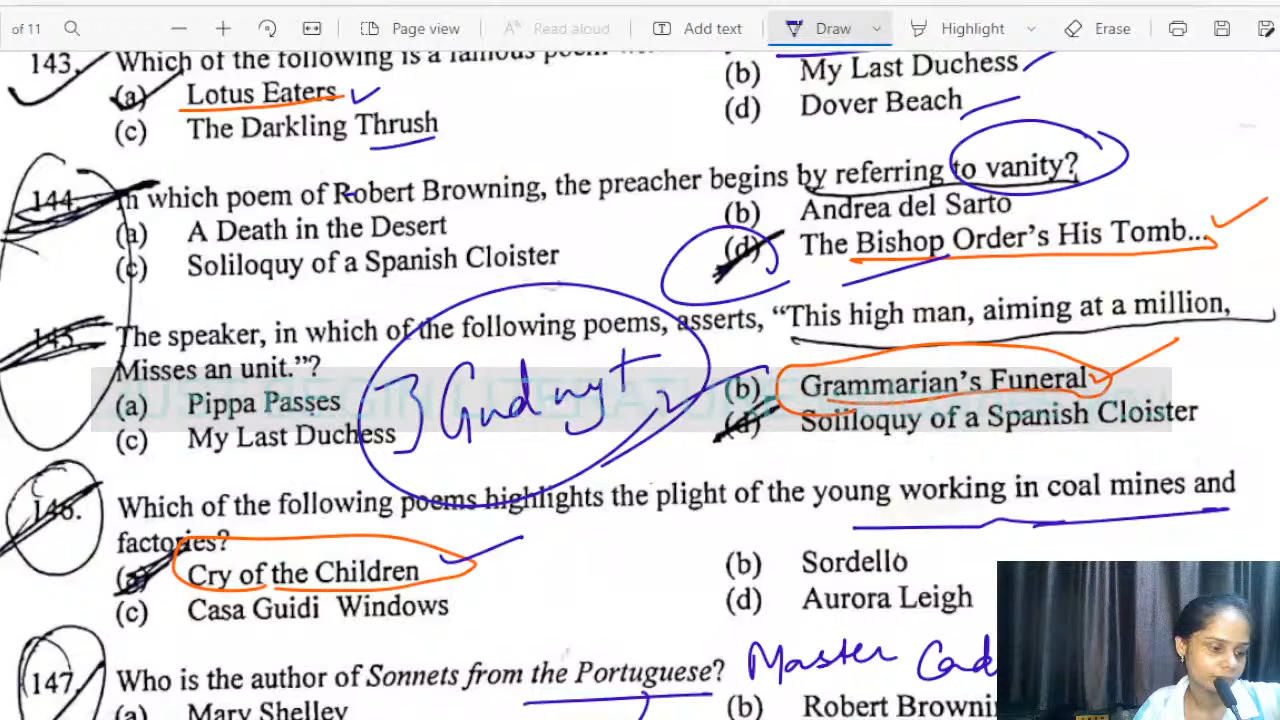 of 11 Page view Read aloud Add text Draw Highlight Erase
143. Which of the following is a famous poem
(a) Lotus Eaters (b) My Last Duchess
(c) The Darkling Thrush (d) Dover Beach
144. In which poem of Robert Browning, the preacher begins by referring to vanity?
(a) A Death in the Desert (b) Andrea del Sarto
(c) Soliloquy of a Spanish Cloister (d) The Bishop Order's His Tomb...
145. The speaker, in which of the following poems, asserts, “This high man, aiming at a million,
Misses an unit.”?
(a) Pippa Passes (b) Grammarian's Funeral
(c) My Last Duchess (d) Soliloquy of a Spanish Cloister
146. Which of the following poems highlights the plight of the young working in coal mines and
factories?
(a) Cry of the Children (b) Sordello
(c) Casa Guidi Windows (d) Aurora Leigh
147. Who is the author of Sonnets from the Portuguese? Master
(a) Mary Shelley (b) Robert Browning